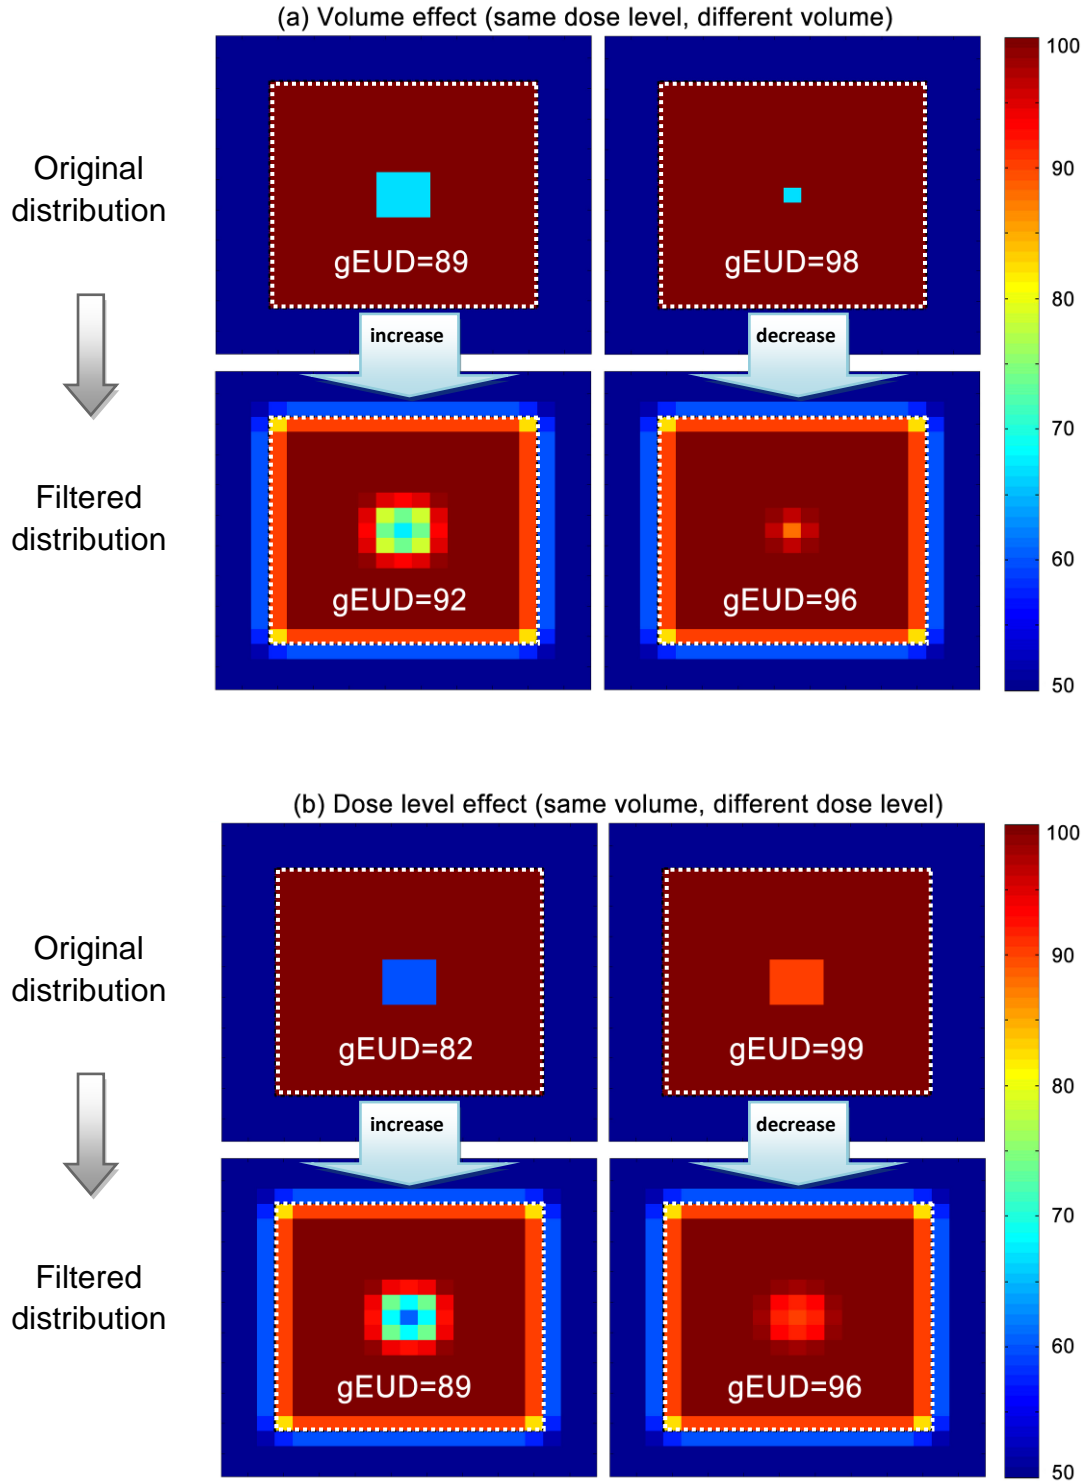 (a) Volume effect (same dose level, different volume)
100
Original
distribution
90
gEUD=89
gEUD=98
80
increase
decrease
70
Filtered
distribution
60
gEUD=92
gEUD=96
50
(b) Dose level effect (same volume, different dose level)
100
Original
distribution
90
gEUD=82
gEUD=99
80
increase
decrease
70
Filtered
distribution
60
gEUD=89
gEUD=96
50